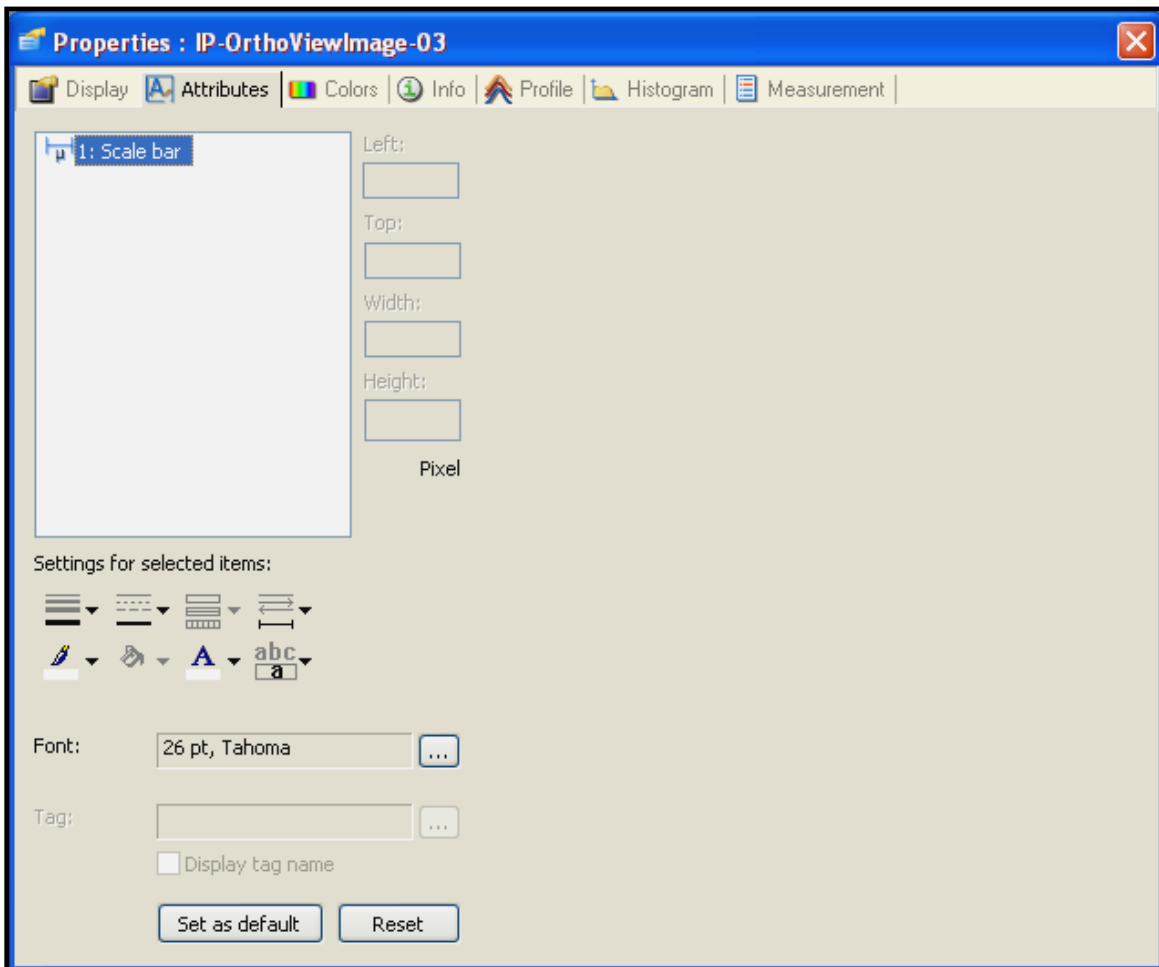 Properties : IP-OrthoViewImage-03
Display Attributes Colors Info Profile Histogram Measurement
µ 1: Scale bar
Left:
Top:
Width:
Height:
Pixel
Settings for selected items:
A abc
a
Font: 26 pt, Tahoma ...
Tag: ...
Display tag name
Set as default Reset